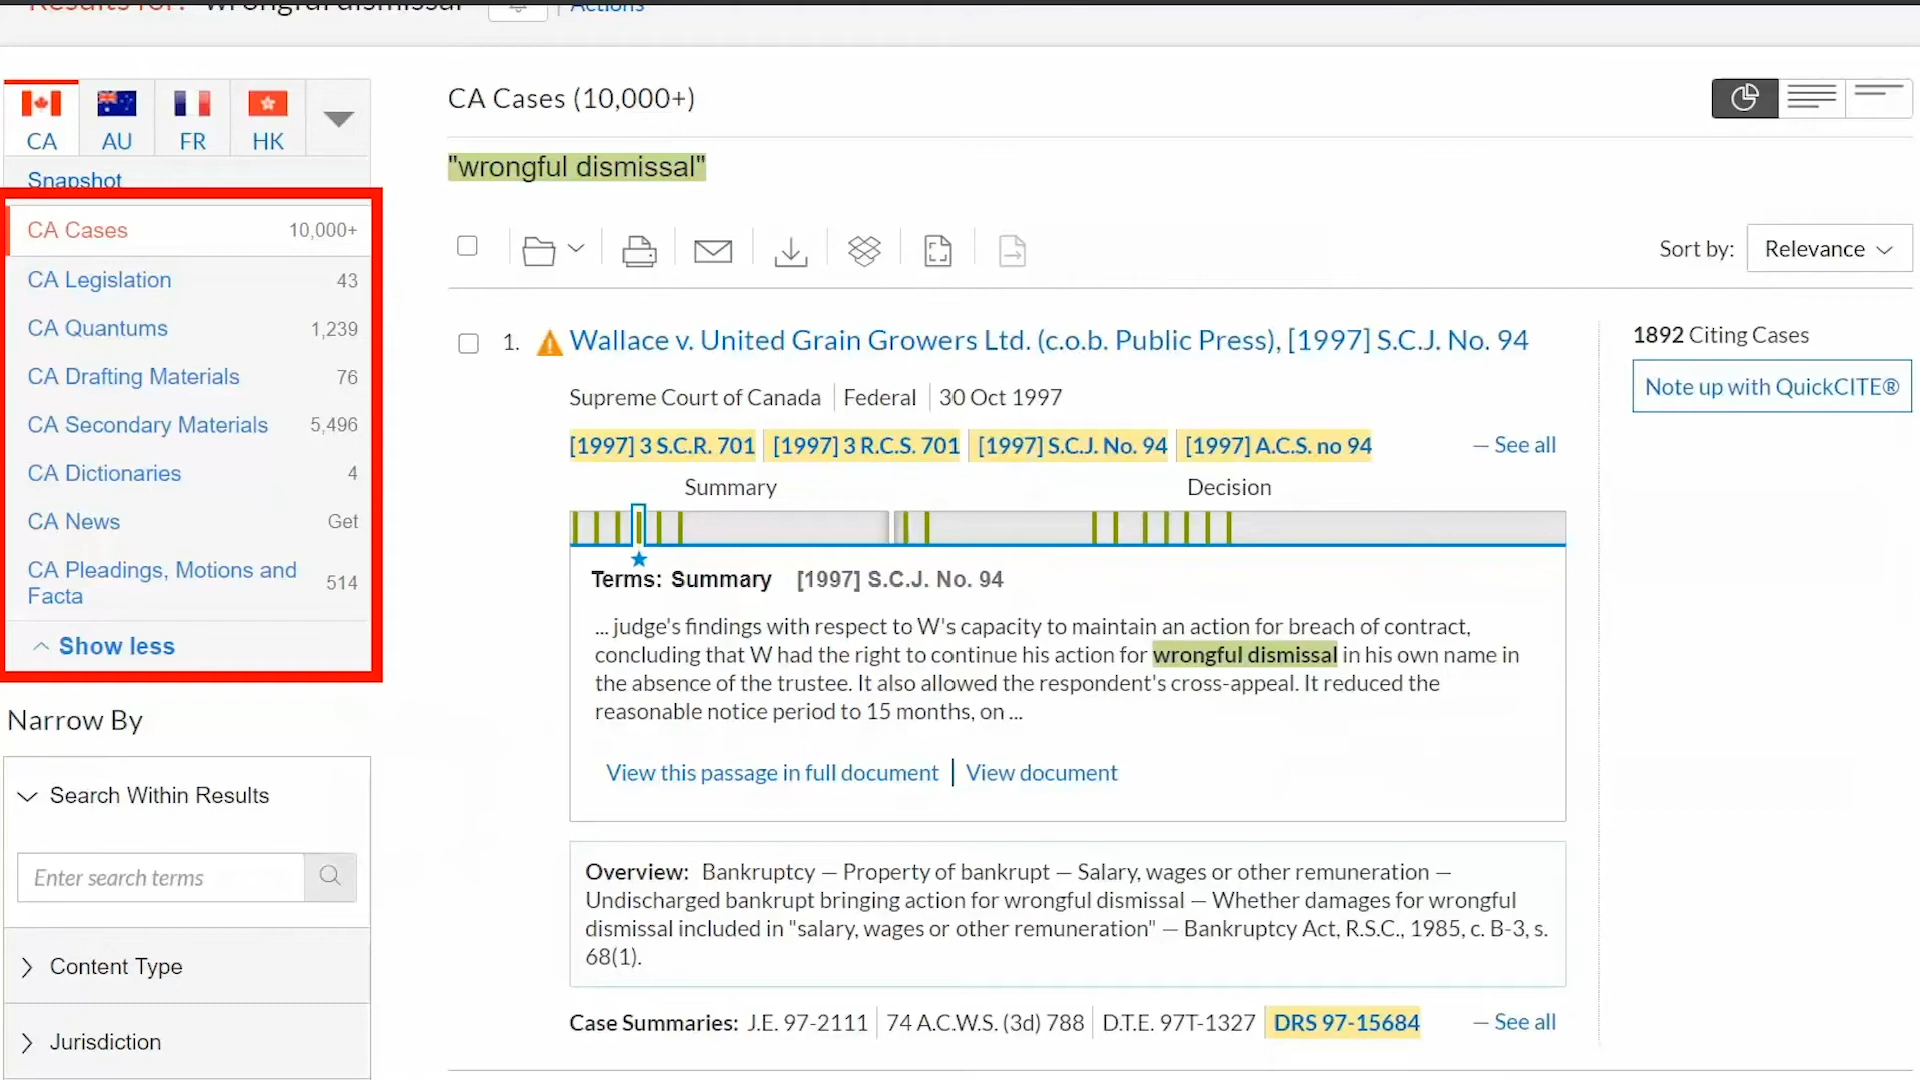 Results for: "wrongful dismissal"
Actions
CA
AU
FR
HK
Snapshot
CA Cases 10,000+
CA Legislation 43
CA Quantums 1,239
CA Drafting Materials 76
CA Secondary Materials 5,496
CA Dictionaries 4
CA News Get
CA Pleadings, Motions and
Facta 514
Show less
Narrow By
Search Within Results
Enter search terms
Content Type
Jurisdiction
CA Cases (10,000+)
"wrongful dismissal"
Sort by: Relevance
1. Wallace v. United Grain Growers Ltd. (c.o.b. Public Press), [1997] S.C.J. No. 94
Supreme Court of Canada Federal 30 Oct 1997
[1997] 3 S.C.R. 701 [1997] 3 R.C.S. 701 [1997] S.C.J. No. 94 [1997] A.C.S. no 94 — See all
Summary Decision
Terms: Summary [1997] S.C.J. No. 94
... judge's findings with respect to W's capacity to maintain an action for breach of contract,
concluding that W had the right to continue his action for wrongful dismissal in his own name in
the absence of the trustee. It also allowed the respondent's cross-appeal. It reduced the
reasonable notice period to 15 months, on ...
View this passage in full document | View document
Overview: Bankruptcy — Property of bankrupt — Salary, wages or other remuneration —
Undischarged bankrupt bringing action for wrongful dismissal — Whether damages for wrongful
dismissal included in "salary, wages or other remuneration" — Bankruptcy Act, R.S.C., 1985, c. B-3, s.
68(1).
Case Summaries: J.E. 97-2111 74 A.C.W.S. (3d) 788 D.T.E. 97T-1327 DRS 97-15684 — See all
1892 Citing Cases
Note up with QuickCITE®